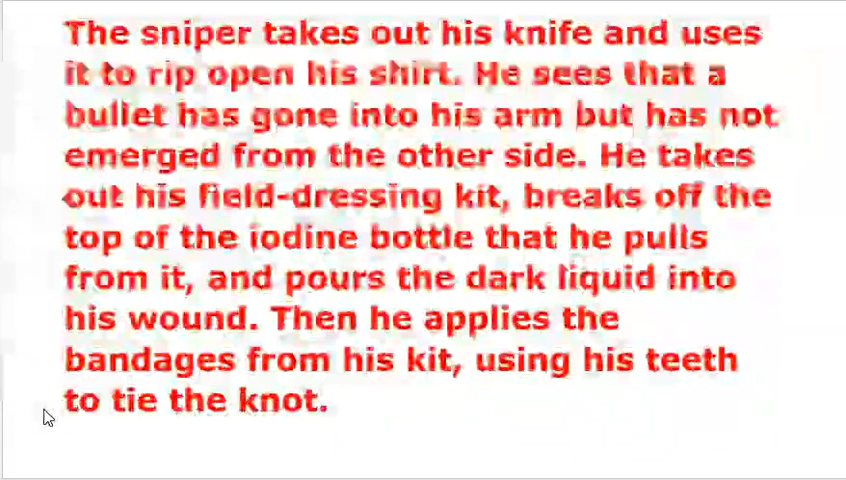 The sniper takes out his knife and uses
it to rip open his shirt. He sees that a
bullet has gone into his arm but has not
emerged from the other side. He takes
out his field-dressing kit, breaks off the
top of the iodine bottle that he pulls
from it, and pours the dark liquid into
his wound. Then he applies the
bandages from his kit, using his teeth
to tie the knot.